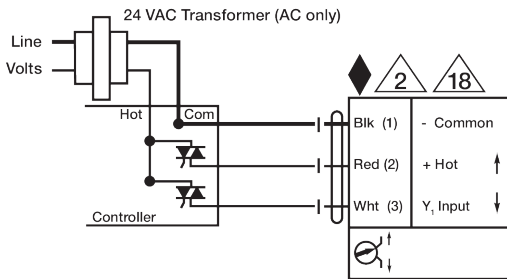 24 VAC Transformer (AC only)
Line
Volts
2
18
Hot
Com
Blk (1)
- Common
Red (2)
+ Hot
Wht (3)
Y₁ Input
Controller